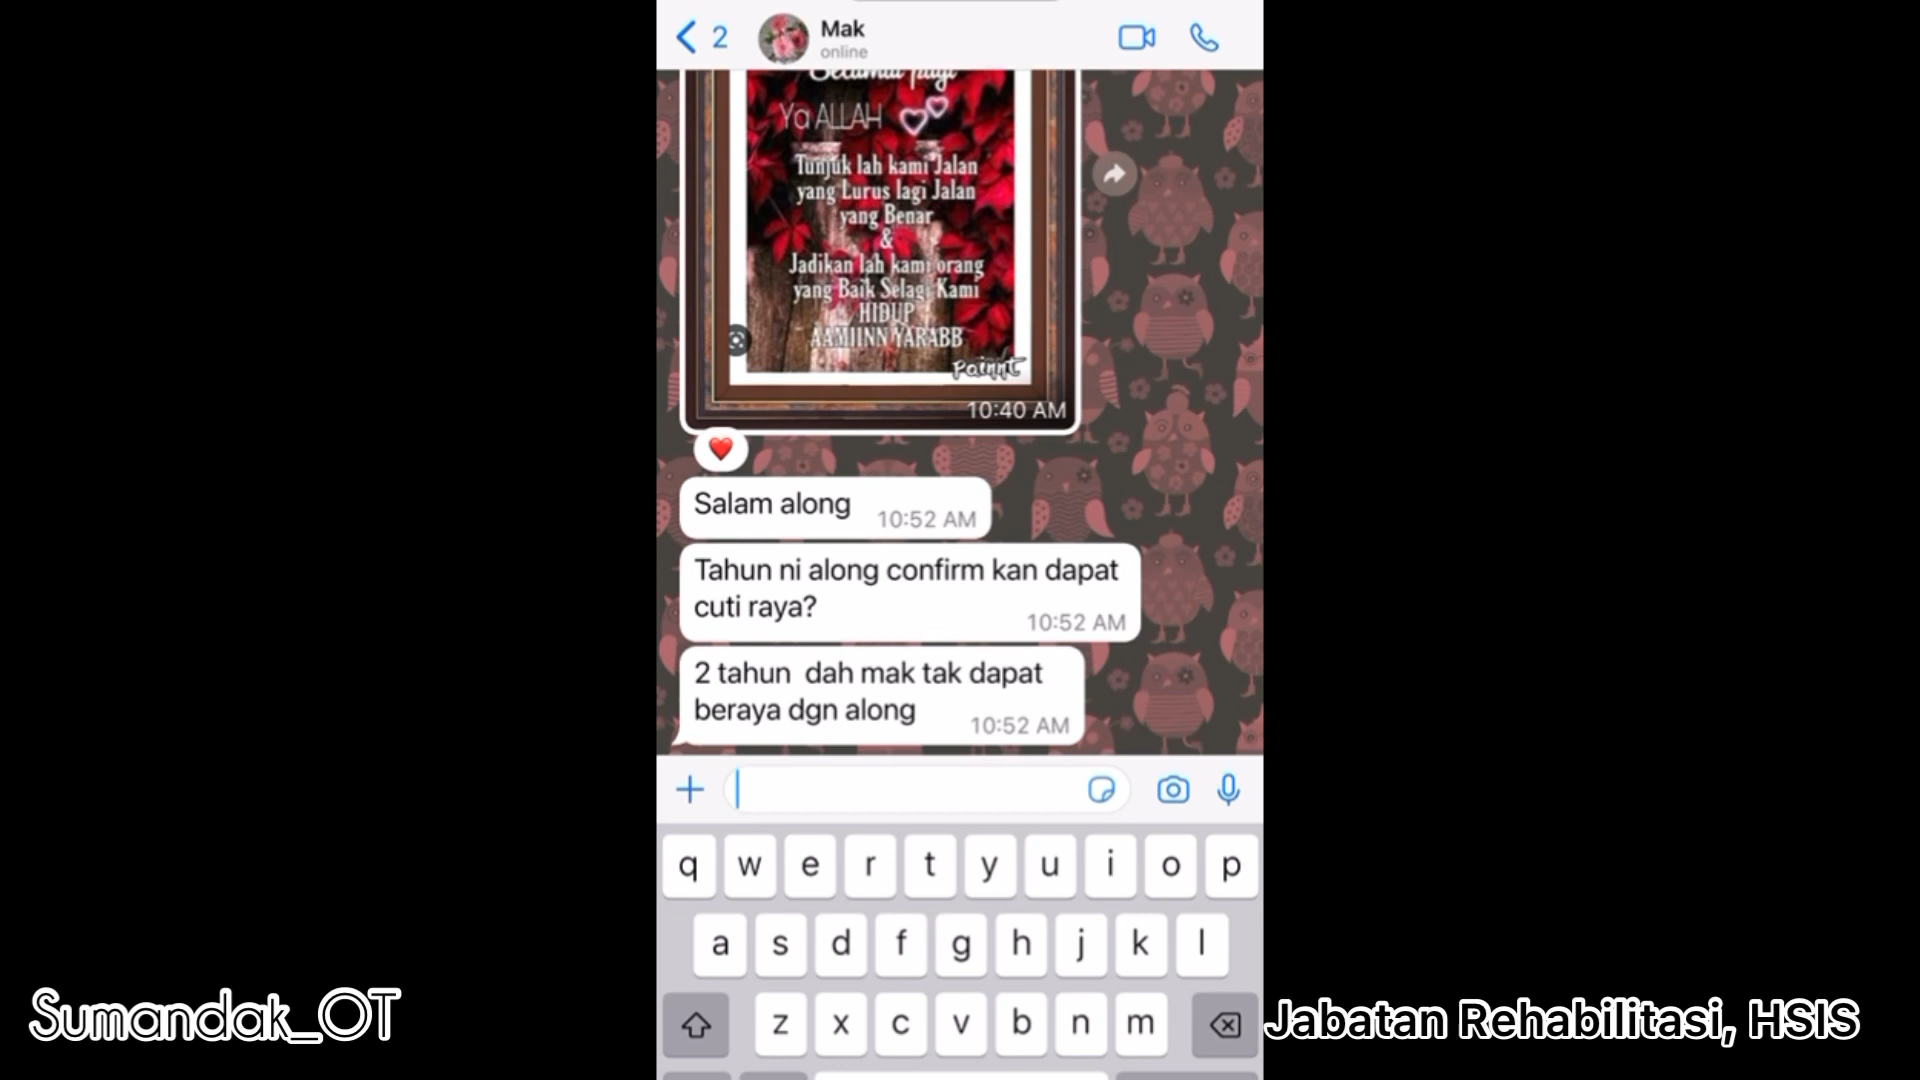 2
Mak
online
Selamat pagi
Ya ALLAH
Tunjuk lah kami Jalan
yang Lurus lagi Jalan
yang Benar
&
Jadikan lah kami orang
yang Baik Selagi Kami
HIDUP
AAMIINN YARABB
Painnt
10:40 AM
Salam along
10:52 AM
Tahun ni along confirm kan dapat
cuti raya?
10:52 AM
2 tahun dah mak tak dapat
beraya dgn along
10:52 AM
q w e r t y u i o p
a s d f g h j k l
z x c v b n m
Sumandak_OT
Jabatan Rehabilitasi, HSIS